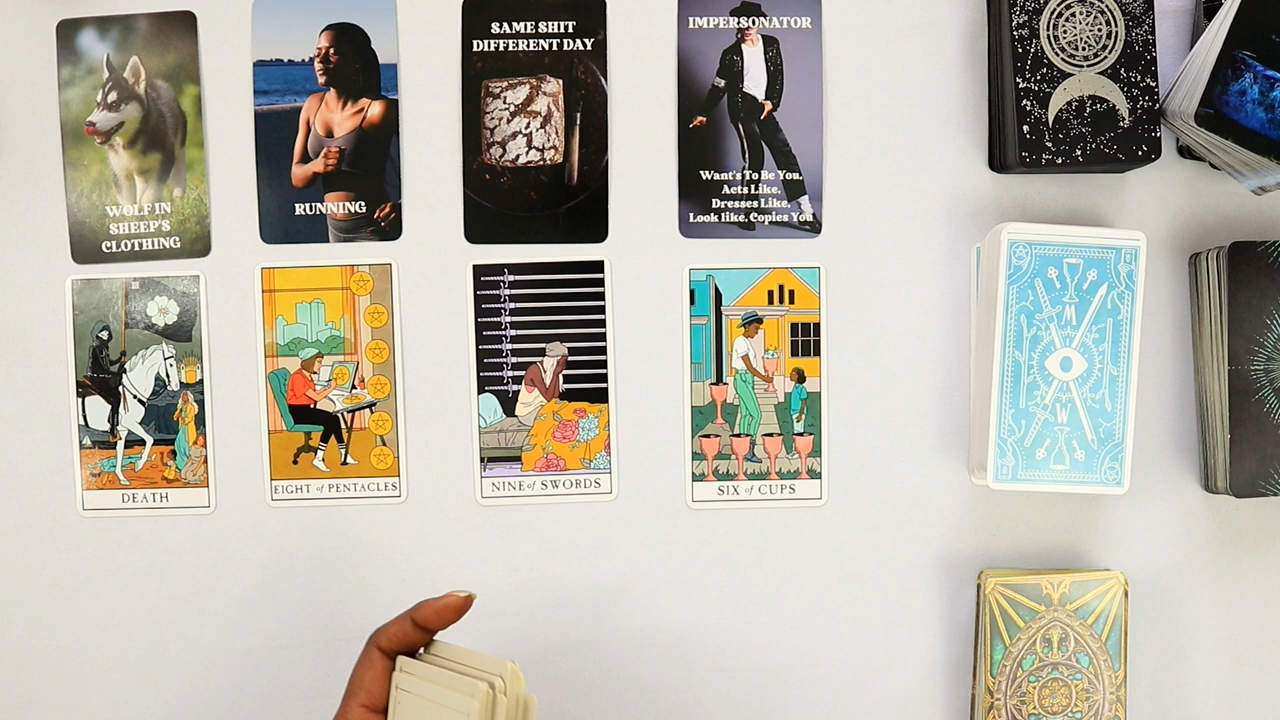 WOLF IN
SHEEP'S
CLOTHING
RUNNING
SAME SHIT
DIFFERENT DAY
IMPERSONATOR
Want's To Be You,
Acts Like,
Dresses Like,
Look like, Copies You
DEATH
EIGHT of PENTACLES
NINE of SWORDS
SIX of CUPS
M
W